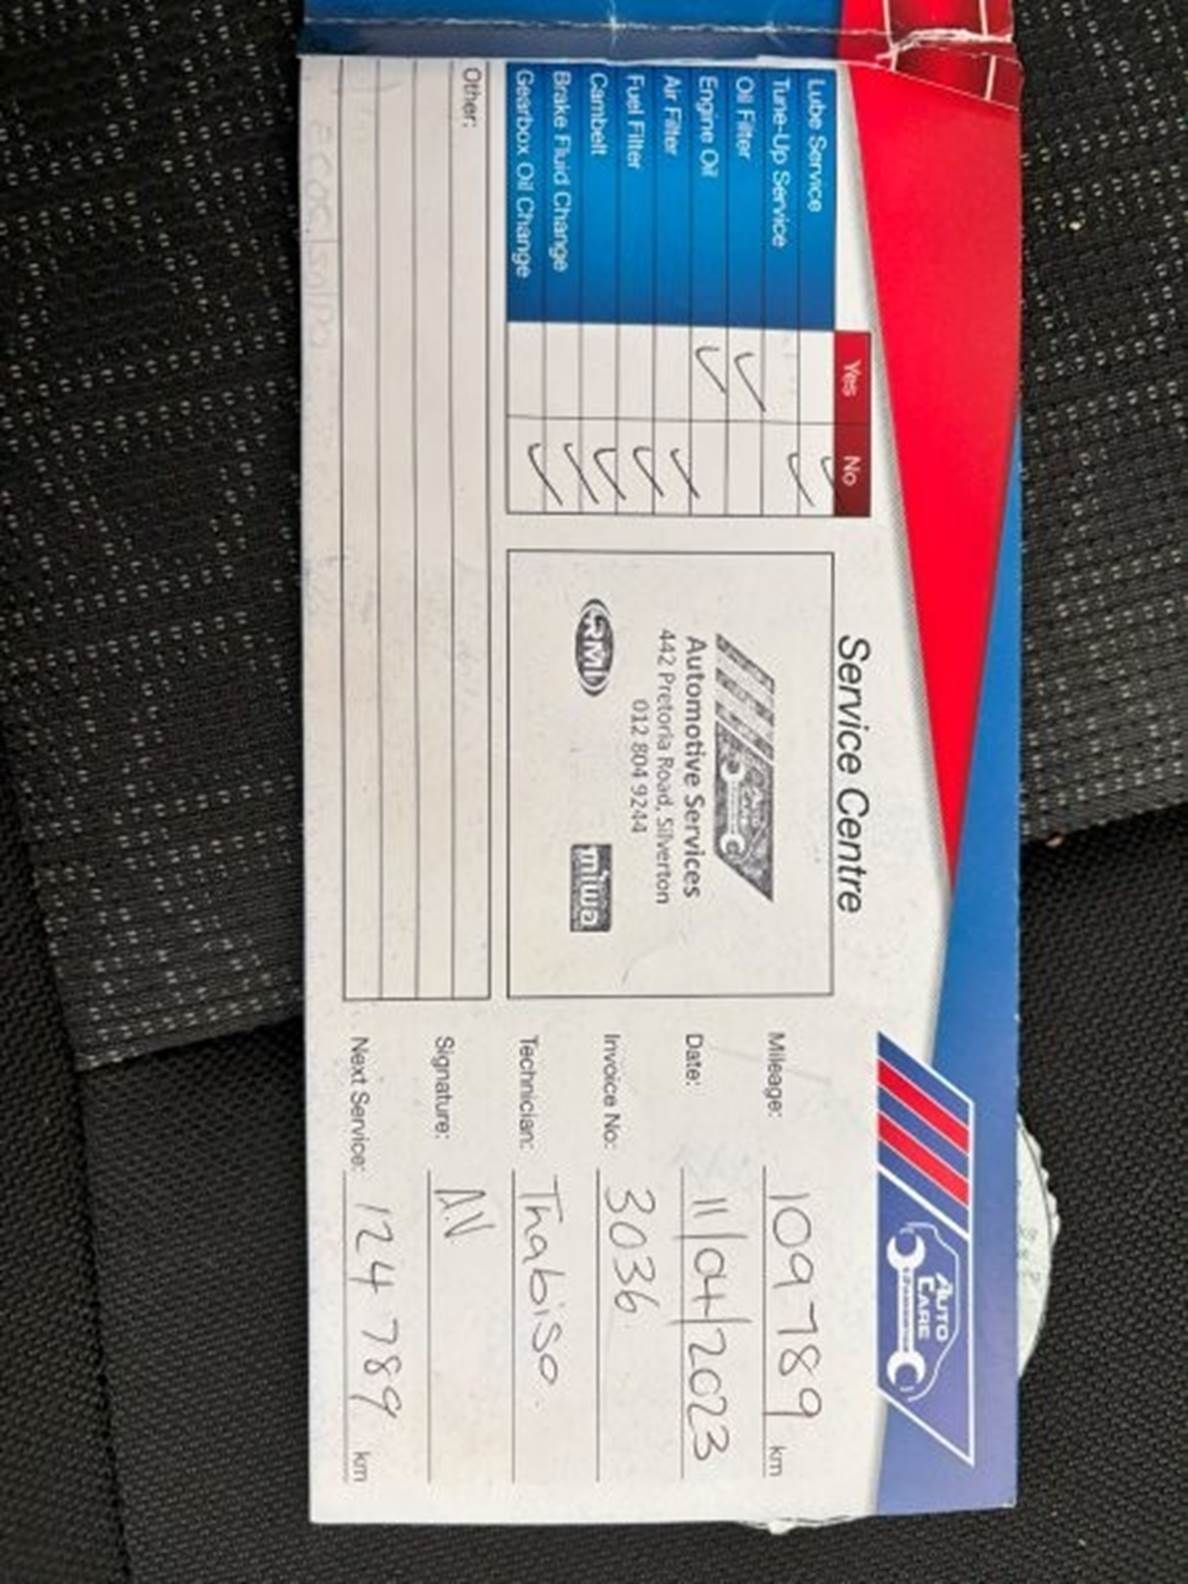 Service Centre
AUTO
CARE
Yes
No
Lube Service
Tune-Up Service
Oil Filter
Engine Oil
Air Filter
Fuel Filter
Cambelt
Brake Fluid Change
Gearbox Oil Change
Other:
Automotive Services
442 Pretoria Road, Silverton
012 804 9244
RMI
miwa
Mileage: 109789 km
Date: 11/04/2023
Invoice No: 3036
Technician: Thabiso.
Signature: A.N
Next Service: 124 789 km